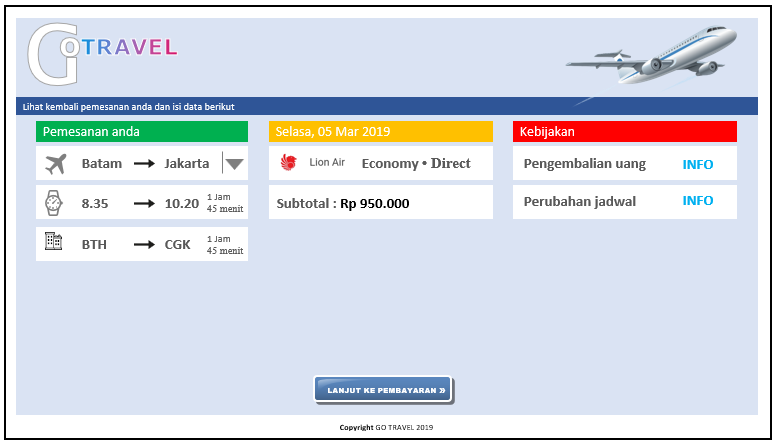 Go TRAVEL
Lihat kembali pemesanan anda dan isi data berikut
Pemesanan anda
Batam → Jakarta
8.35 → 10.20 1 Jam
45 menit
BTH → CGK 1 Jam
45 menit
Selasa, 05 Mar 2019
Lion Air Economy • Direct
Subtotal : Rp 950.000
Kebijakan
Pengembalian uang INFO
Perubahan jadwal INFO
LANJUT KE PEMBAYARAN »
Copyright GO TRAVEL 2019